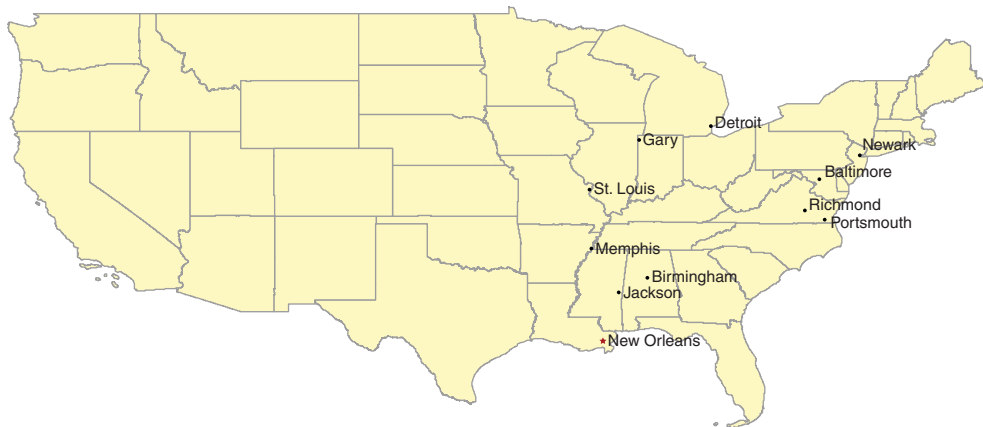 Detroit
Gary
Newark
Baltimore
St. Louis
Richmond
Portsmouth
Memphis
Birmingham
Jackson
New Orleans